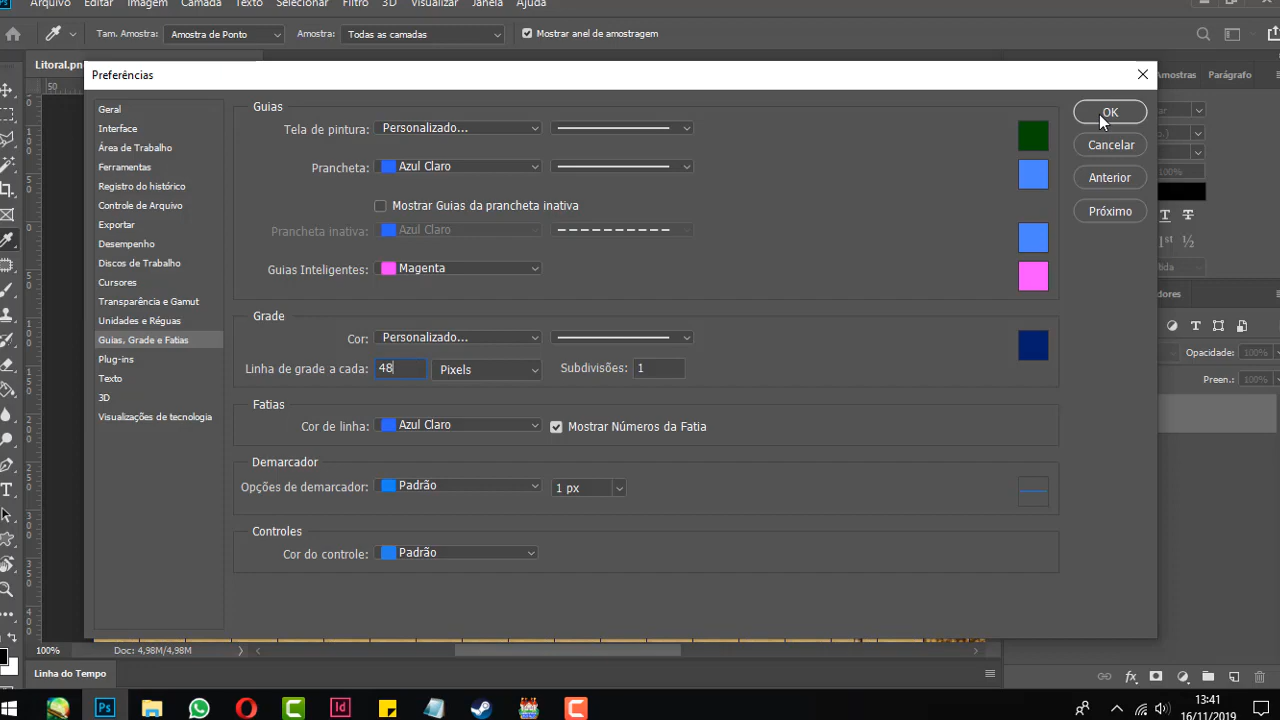 Arquivo Editar Imagem Camada Texto Selecionar Filtro 3D Visualizar Janela Ajuda
Tam. Amostra: Amostra de Ponto Amostra: Todas as camadas Mostrar anel de amostragem
Litoral.pn
Amostras Parágrafo
50
Preferências
Geral
Interface
Área de Trabalho
Ferramentas
Registro do histórico
Controle de Arquivo
Exportar
Desempenho
Discos de Trabalho
Cursores
Transparência e Gamut
Unidades e Réguas
Guias, Grade e Fatias
Plug-ins
Texto
3D
Visualizações de tecnologia
Guias
Tela de pintura: Personalizado...
Prancheta: Azul Claro
Mostrar Guias da prancheta inativa
Prancheta inativa: Azul Claro
Guias Inteligentes: Magenta
Grade
Cor: Personalizado...
Linha de grade a cada: 48 Pixels Subdivisões: 1
Fatias
Cor de linha: Azul Claro Mostrar Números da Fatia
Demarcador
Opções de demarcador: Padrão 1 px
Controles
Cor do controle: Padrão
OK
Cancelar
Anterior
Próximo
100%
T T
1st ½
Opacidade: 100%
Preen.: 100%
100% Doc: 4,98M/4,98M
Linha do Tempo
Ps Id
13:41
16/11/2019